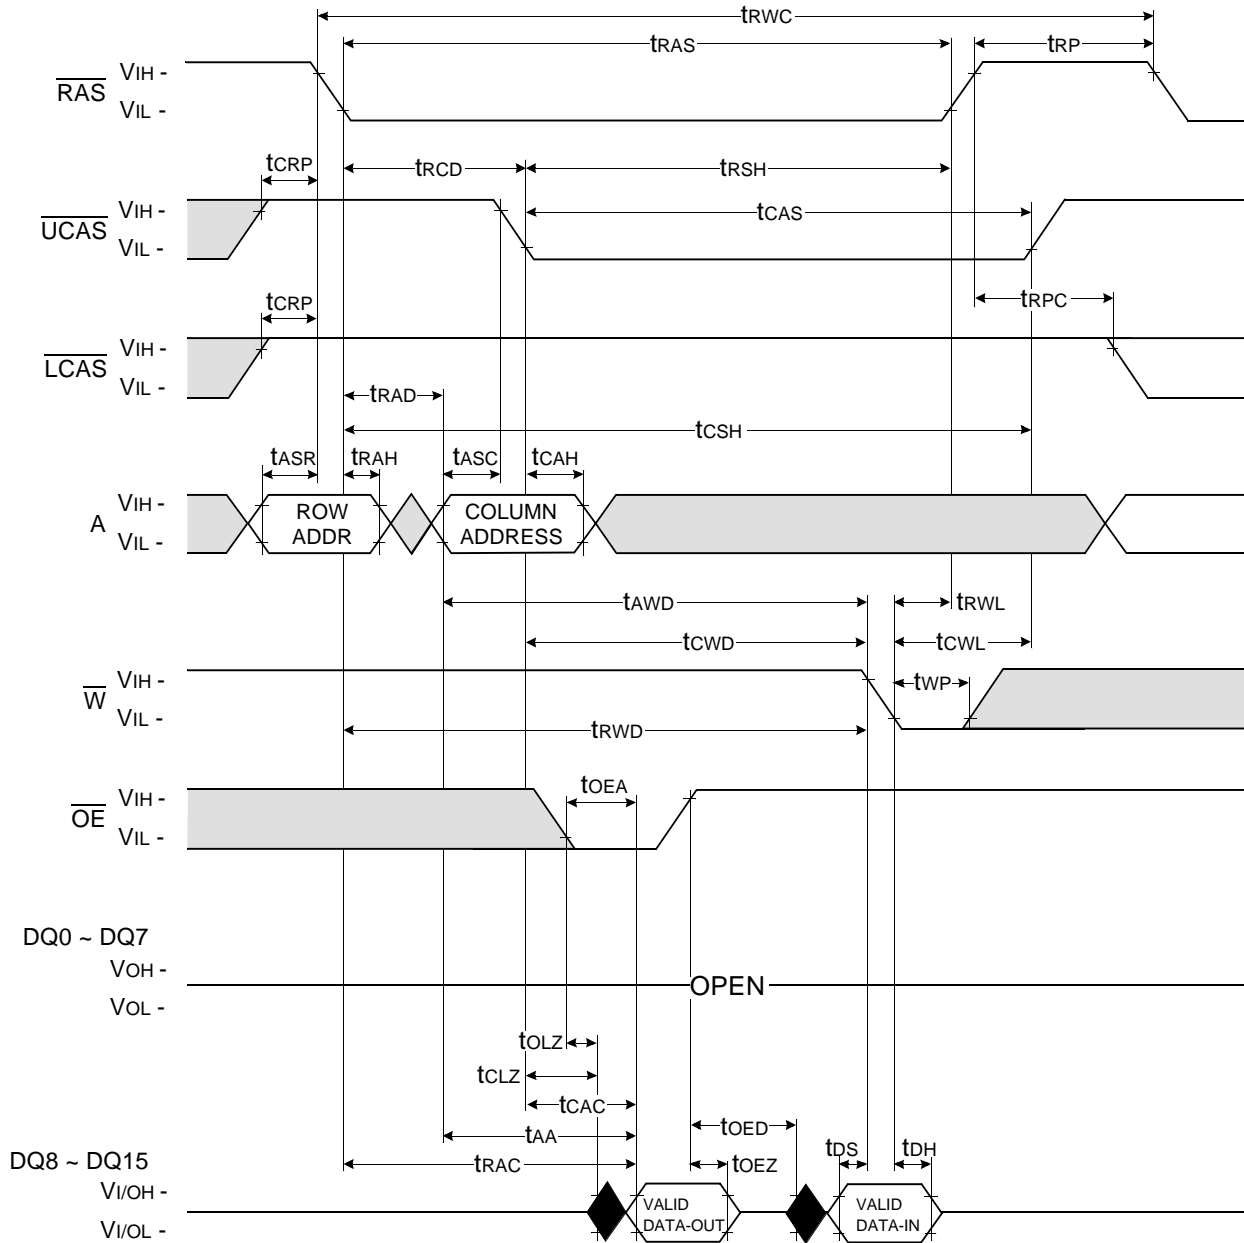 tRWC
tRAS
tRP
RAS
VIH -
VIL -
tCRP
tRCD
tRSH
UCAS
VIH -
VIL -
tCAS
tCRP
tRPC
LCAS
VIH -
VIL -
tRAD
tCSH
tASR
tRAH
tASC
tCAH
A
VIH -
VIL -
ROW
ADDR
COLUMN
ADDRESS
tAWD
tRWL
tCWD
tCWL
W
VIH -
VIL -
tWP
tRWD
OE
VIH -
VIL -
tOEA
DQ0 ~ DQ7
VOH -
VOL -
OPEN
tOLZ
tCLZ
tCAC
tAA
tOED
DQ8 ~ DQ15
tRAC
tOEZ
tDS
tDH
VI/OH -
VI/OL -
VALID
DATA-OUT
VALID
DATA-IN